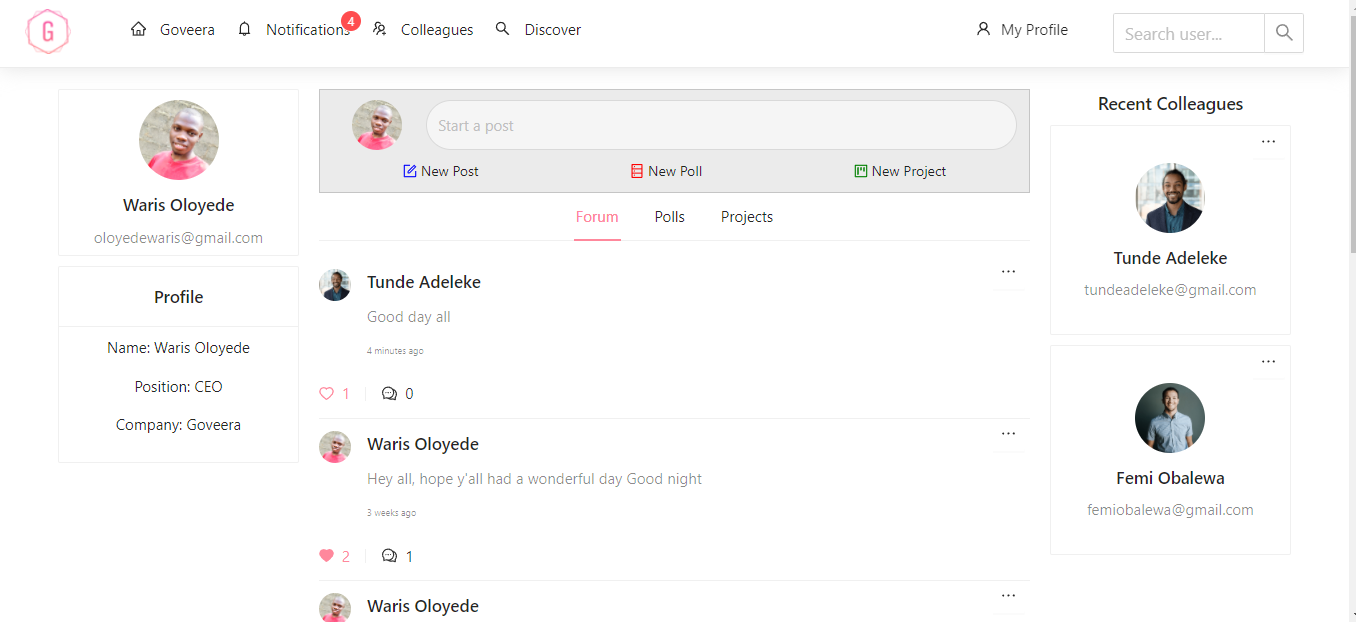 G
Goveera
Notifications
4
Colleagues
Discover
My Profile
Search user...
Waris Oloyede
oloyedewaris@gmail.com
Profile
Name: Waris Oloyede
Position: CEO
Company: Goveera
Start a post
New Post
New Poll
New Project
Forum
Polls
Projects
Tunde Adeleke
Good day all
4 minutes ago
1
0
Waris Oloyede
Hey all, hope y'all had a wonderful day Good night
3 weeks ago
2
1
Waris Oloyede
Recent Colleagues
Tunde Adeleke
tundeadeleke@gmail.com
Femi Obalewa
femiobalewa@gmail.com